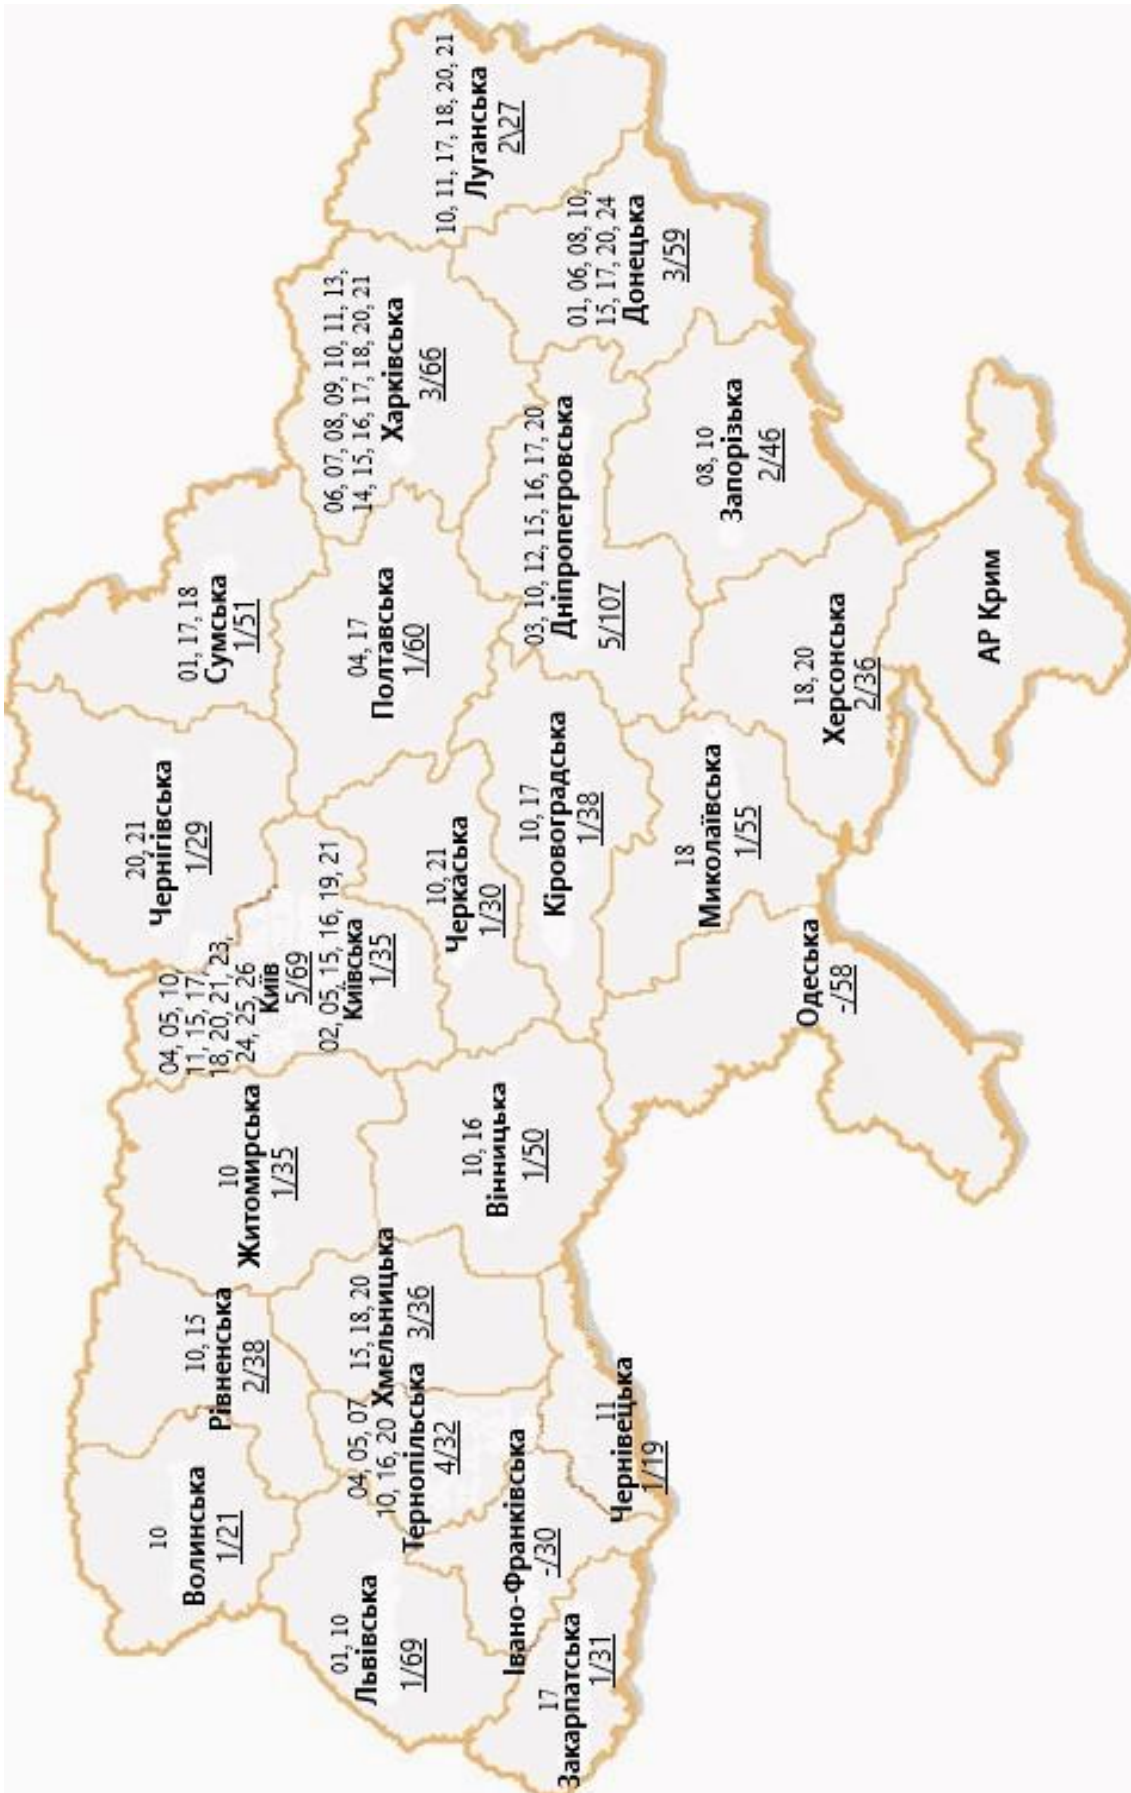 10
Волинська
1/21
10, 15
Рівненська
2/38
10
Житомирська
1/35
04, 05, 10,
11, 15, 17,
18, 20, 21, 23,
24, 25, 26
Київ
5/69
02, 05, 15, 16, 19, 21
Київська
1/35
20, 21
Чернігівська
1/29
01, 17, 18
Сумська
1/51
01, 10
Львівська
1/69
04, 05, 07
10, 16, 20
Тернопільська
4/32
15, 18, 20
Хмельницька
3/36
10, 16
Вінницька
1/50
10, 21
Черкаська
1/30
04, 17
Полтавська
1/60
06, 07, 08, 09, 10, 11, 13,
14, 15, 16, 17, 18, 20, 21
Харківська
3/66
10, 11, 17, 18, 20, 21
Луганська
2\27
17
Закарпатська
1/31
Івано-Франківська
-/30
11
Чернівецька
1/19
10, 17
Кіровоградська
1/38
03, 10, 12, 15, 16, 17, 20
Дніпропетровська
5/107
01, 06, 08, 10,
15, 17, 20, 24
Донецька
3/59
Одеська
-/58
18
Миколаївська
1/55
18, 20
Херсонська
2/36
08, 10
Запорізька
2/46
АР Крим